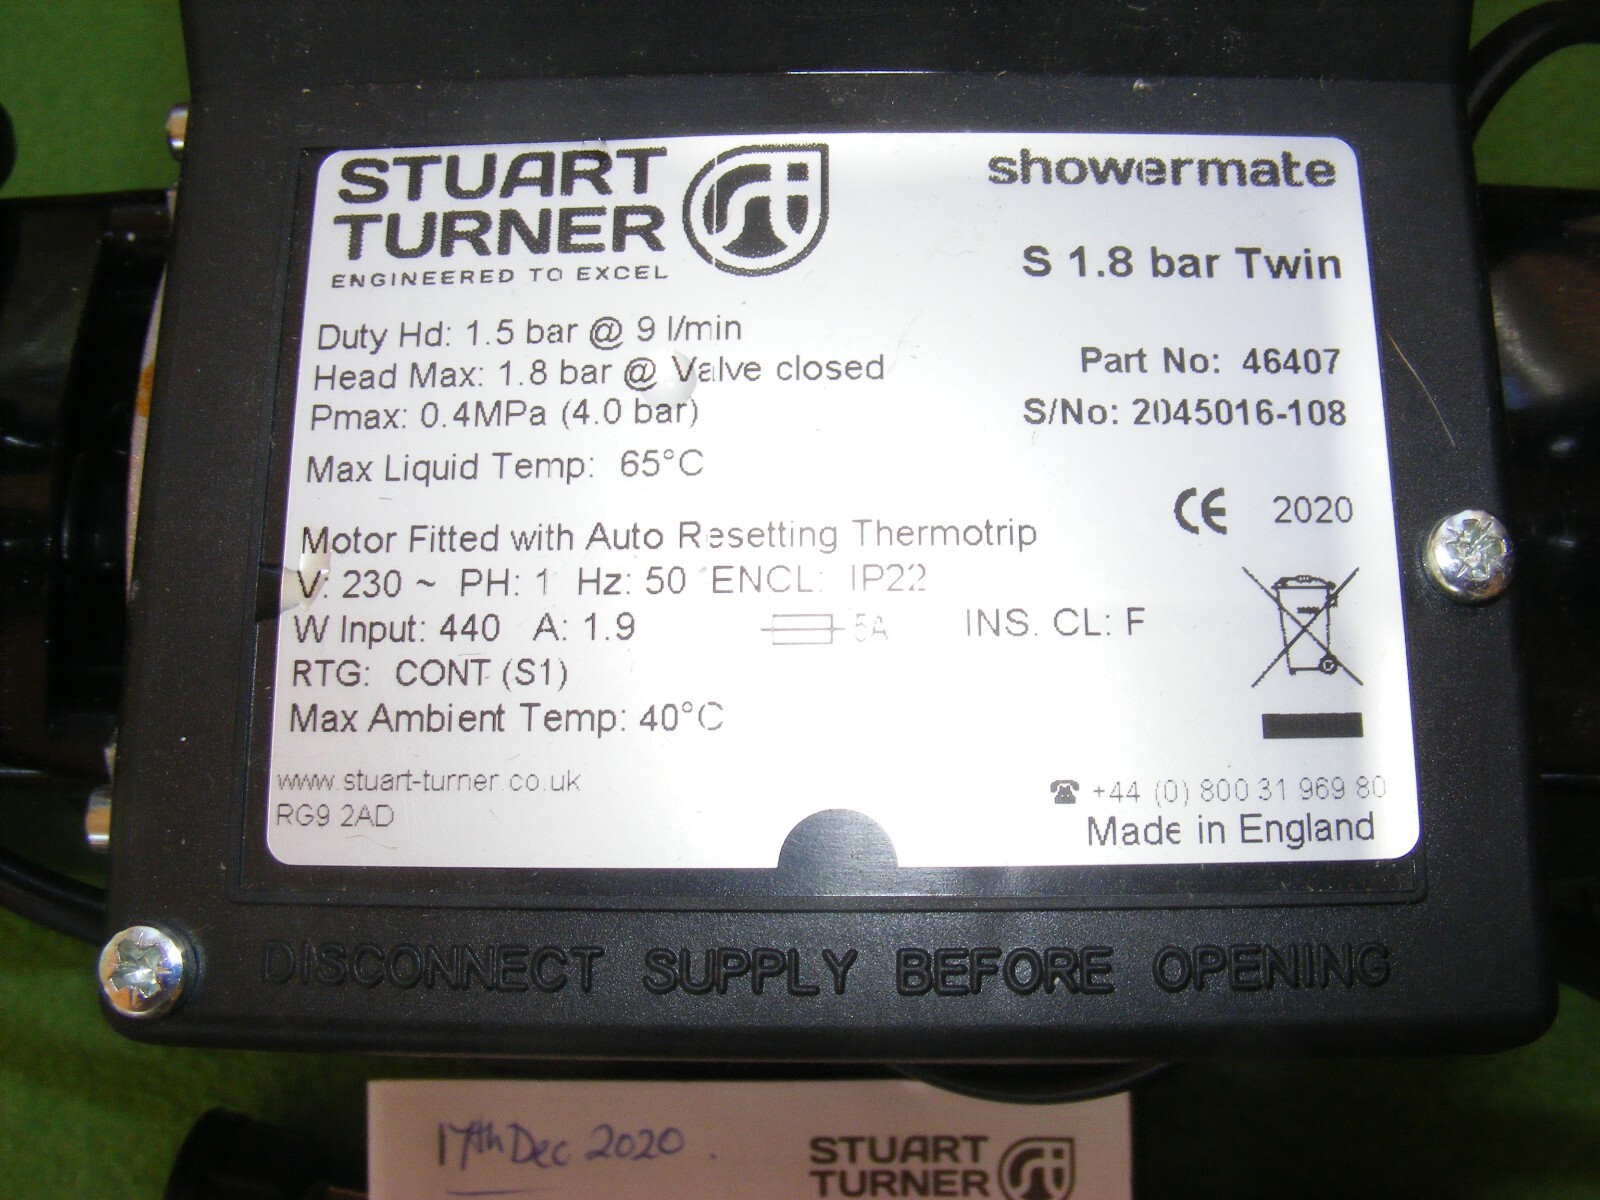 STUART
TURNER
ENGINEERED TO EXCEL
showermate
S 1.8 bar Twin
Duty Hd: 1.5 bar @ 9 l/min
Head Max: 1.8 bar @ Valve closed
Pmax: 0.4MPa (4.0 bar)
Part No: 46407
S/No: 2045016-108
Max Liquid Temp: 65°C
CE 2020
Motor Fitted with Auto Resetting Thermotrip
V: 230 ~ PH: 1 Hz: 50 ENCL: IP22
W Input: 440 A: 1.9 5A INS. CL: F
RTG: CONT (S1)
Max Ambient Temp: 40°C
www.stuart-turner.co.uk
RG9 2AD
☎ +44 (0) 800 31 969 80
Made in England
DISCONNECT SUPPLY BEFORE OPENING
17th Dec 2020.
STUART
TURNER